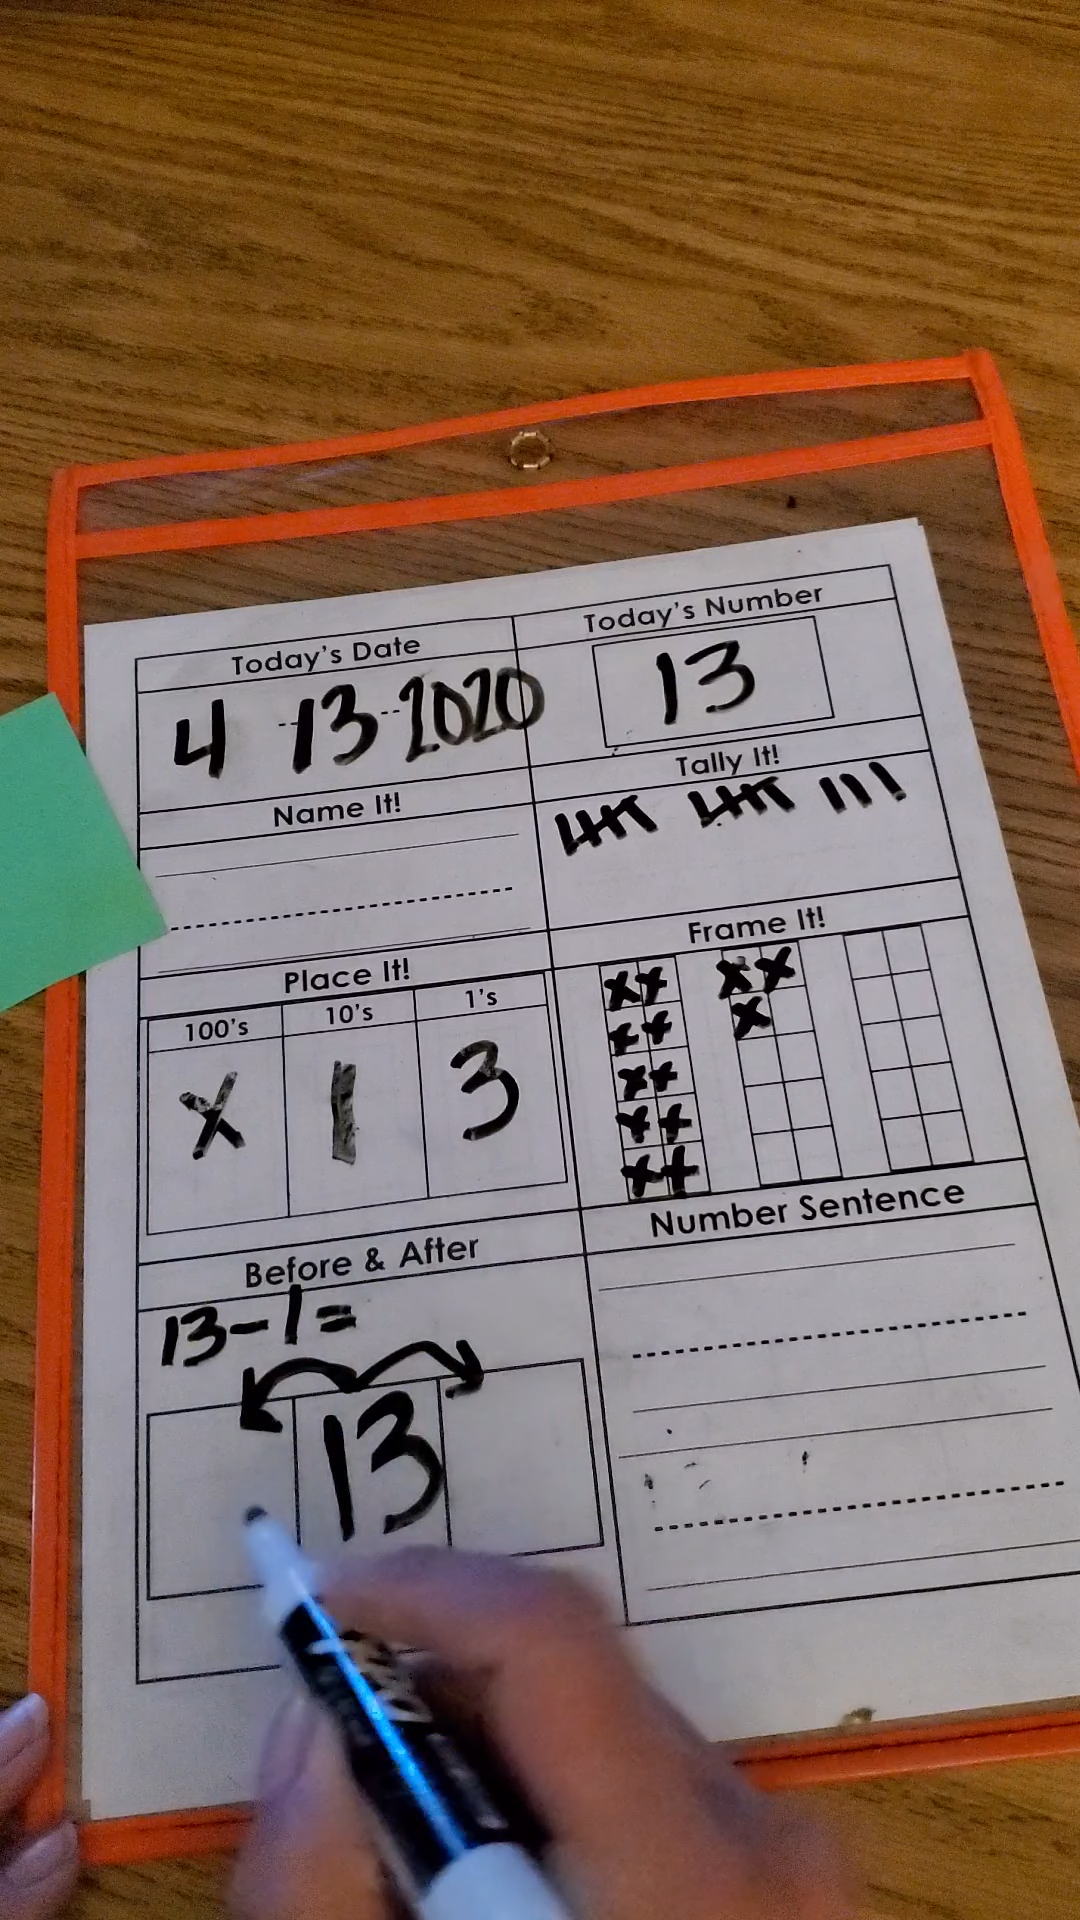 Today's Date
4 13 2020
Today's Number
13
Name It!
Tally It!
Place It!
100's 10's 1's
X 1 3
Frame It!
Before & After
13-1=
13
Number Sentence